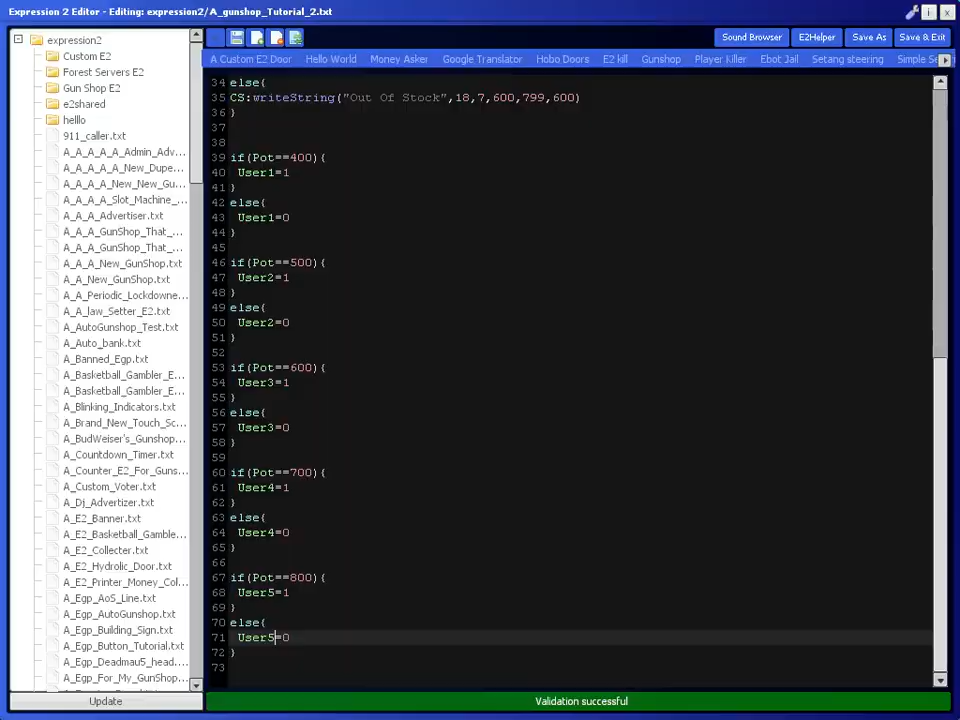 Expression 2 Editor - Editing: expression2/A_gunshop_Tutorial_2.txt
Sound Browser E2Helper Save As Save & Exit
A Custom E2 Door Hello World Money Asker Google Translator Hobo Doors E2 kill Gunshop Player Killer Ebot Jail Setang steering Simple Se
expression2
Custom E2
Forest Servers E2
Gun Shop E2
e2shared
helllo
911_caller.txt
A_A_A_A_A_Admin_Adv...
A_A_A_A_A_New_Dupe...
A_A_A_A_New_New_Gu...
A_A_A_A_Slot_Machine_...
A_A_A_Advertiser.txt
A_A_A_GunShop_That_...
A_A_A_GunShop_That_...
A_A_A_New_GunShop.txt
A_A_New_GunShop.txt
A_A_Periodic_Lockdowne...
A_A_law_Setter_E2.txt
A_AutoGunshop_Test.txt
A_Auto_bank.txt
A_Banned_Egp.txt
A_Basketball_Gambler_E...
A_Basketball_Gambler_E...
A_Blinking_Indicators.txt
A_Brand_New_Touch_Sc...
A_BudWeiser's_Gunshop...
A_Countdown_Timer.txt
A_Counter_E2_For_Guns...
A_Custom_Voter.txt
A_Dj_Advertizer.txt
A_E2_Banner.txt
A_E2_Basketball_Gamble...
A_E2_Collecter.txt
A_E2_Hydrolic_Door.txt
A_E2_Printer_Money_Col...
A_Egp_AoS_Line.txt
A_Egp_AutoGunshop.txt
A_Egp_Building_Sign.txt
A_Egp_Button_Tutorial.txt
A_Egp_Deadmau5_head....
A_Egp_For_My_GunShop...
Update
34 else{
35 CS:writeString("Out Of Stock",18,7,600,799,600)
36 }
37
38
39 if(Pot==400){
40 User1=1
41 }
42 else{
43 User1=0
44 }
45
46 if(Pot==500){
47 User2=1
48 }
49 else{
50 User2=0
51 }
52
53 if(Pot==600){
54 User3=1
55 }
56 else{
57 User3=0
58 }
59
60 if(Pot==700){
61 User4=1
62 }
63 else{
64 User4=0
65 }
66
67 if(Pot==800){
68 User5=1
69 }
70 else{
71 User5=0
72 }
73
Validation successful